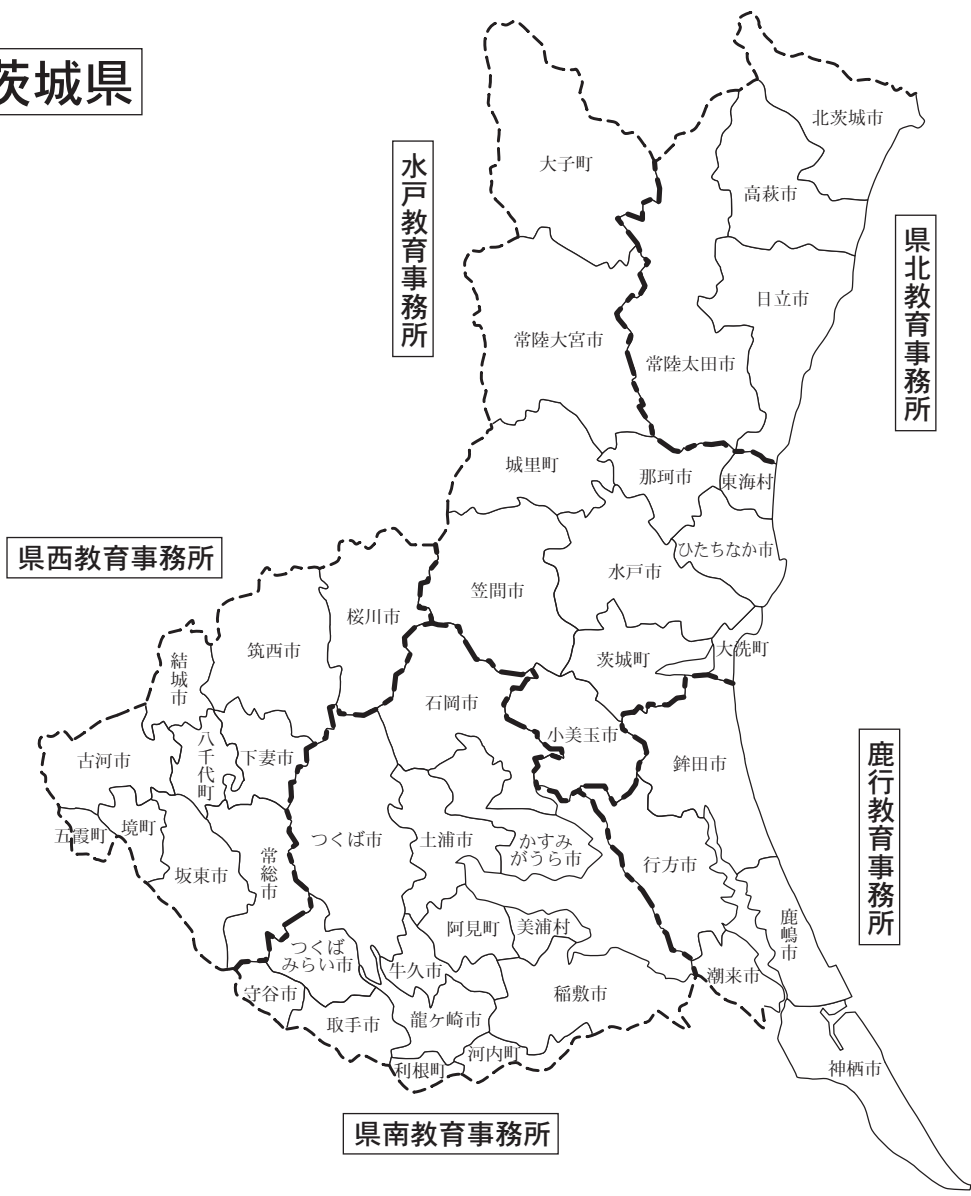 茨城県
北茨城市
大子町
高萩市
水戸教育事務所
県北教育事務所
日立市
常陸大宮市
常陸太田市
城里町
那珂市
東海村
ひたちなか市
県西教育事務所
水戸市
笠間市
桜川市
筑西市
茨城町
大洗町
結城市
石岡市
小美玉市
八千代町
下妻市
古河市
鉾田市
鹿行教育事務所
五霞町
境町
つくば市
土浦市
かすみ
がうら市
坂東市
常総市
行方市
阿見町
美浦村
鹿嶋市
つくば
みらい市
牛久市
潮来市
守谷市
稲敷市
取手市
龍ケ崎市
河内町
利根町
神栖市
県南教育事務所